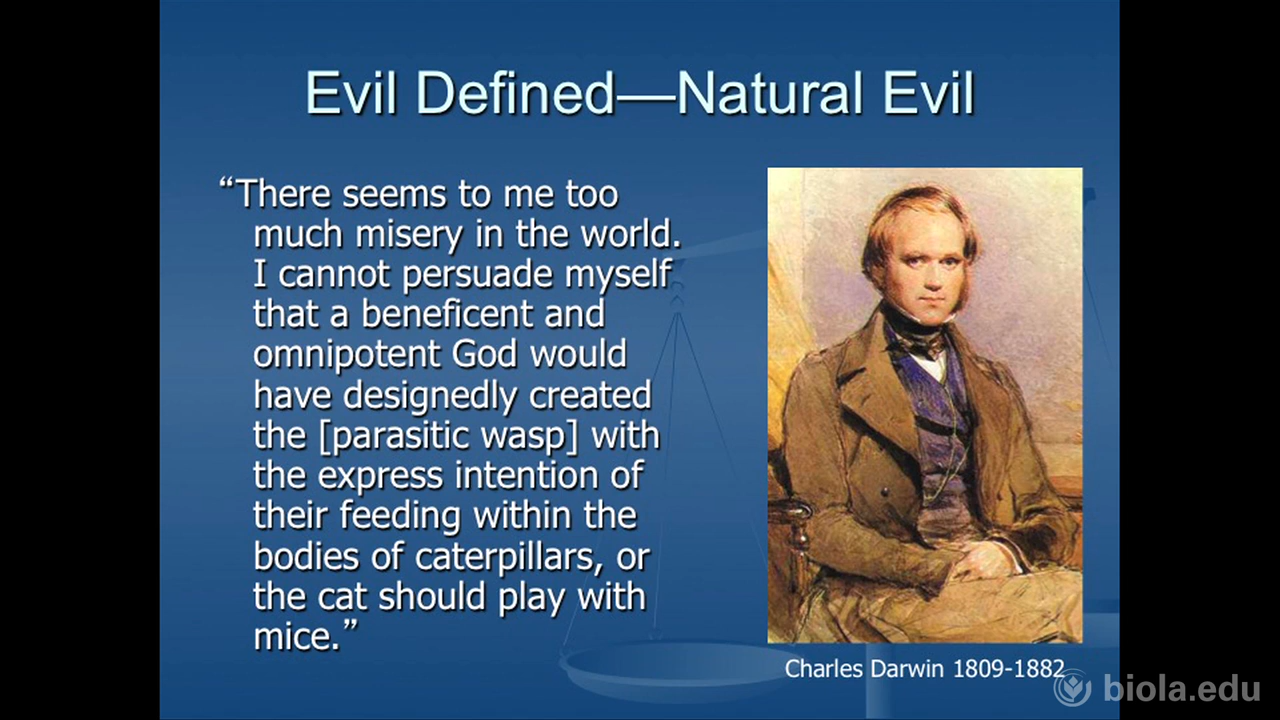 Evil Defined—Natural Evil
“There seems to me too
much misery in the world.
I cannot persuade myself
that a beneficent and
omnipotent God would
have designedly created
the [parasitic wasp] with
the express intention of
their feeding within the
bodies of caterpillars, or
the cat should play with
mice.”
Charles Darwin 1809-1882
biola.edu